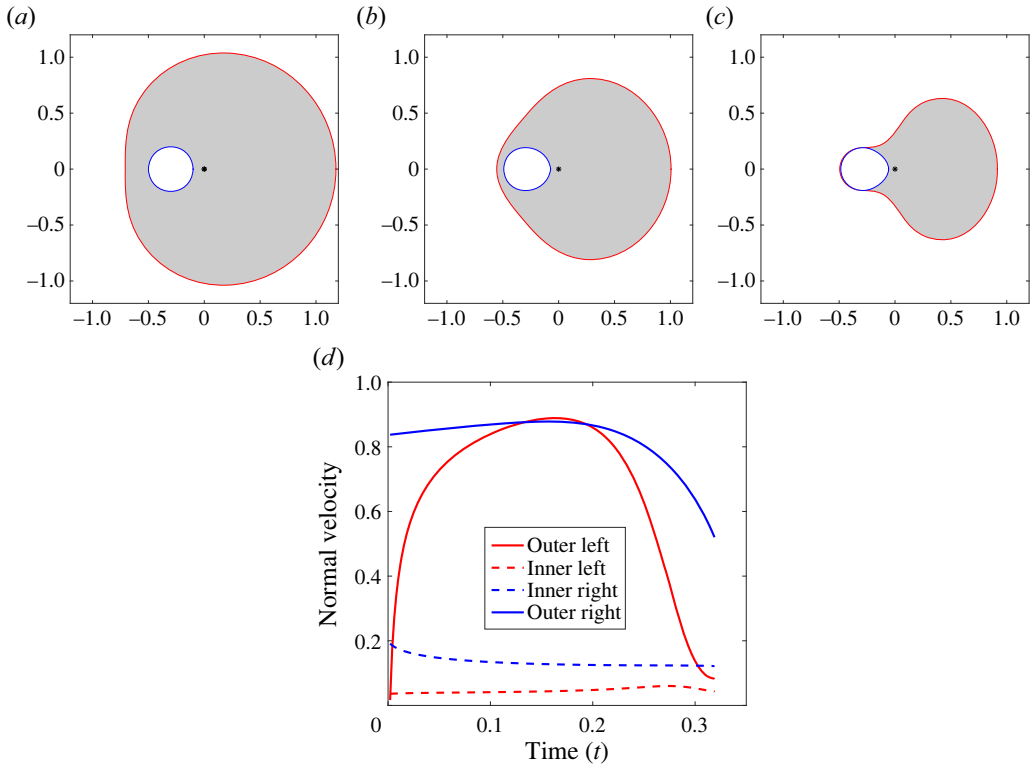 (a)
(b)
(c)
1.0
0.5
0
−0.5
−1.0
−1.0 −0.5 0 0.5 1.0
1.0
0.5
0
−0.5
−1.0
−1.0 −0.5 0 0.5 1.0
1.0
0.5
0
−0.5
−1.0
−1.0 −0.5 0 0.5 1.0
(d)
1.0
0.8
0.6
0.4
0.2
Normal velocity
Outer left
Inner left
Inner right
Outer right
0 0.1 0.2 0.3
Time (t)